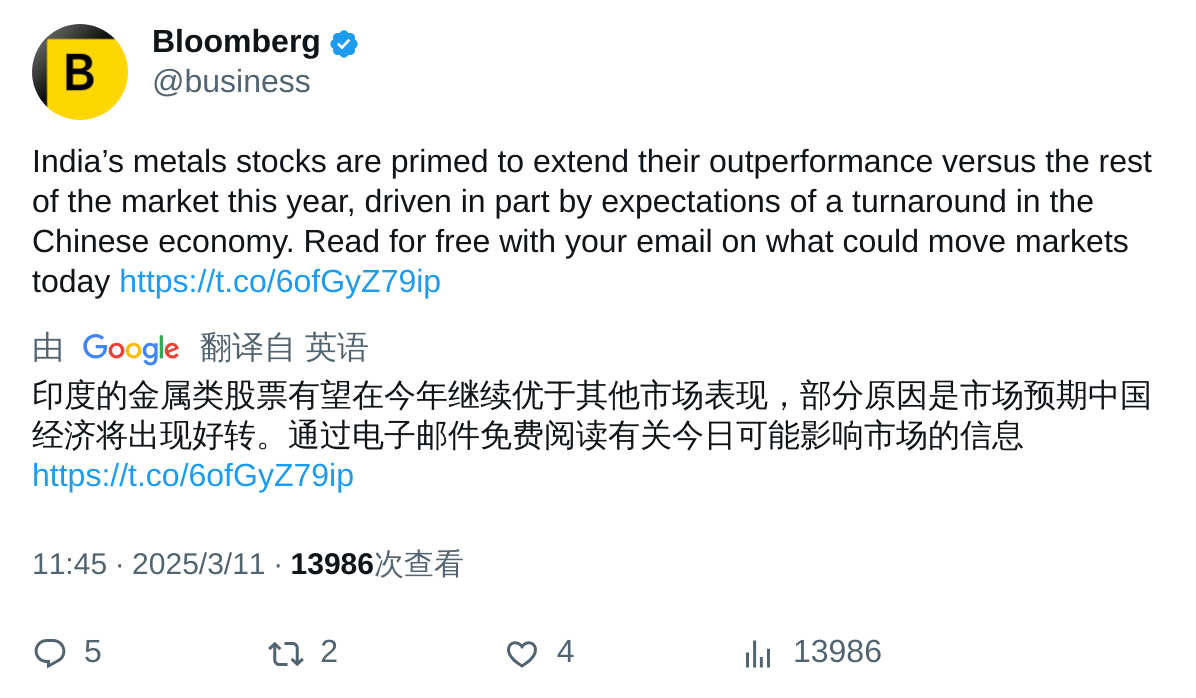 B
Bloomberg
@business
India’s metals stocks are primed to extend their outperformance versus the rest
of the market this year, driven in part by expectations of a turnaround in the
Chinese economy. Read for free with your email on what could move markets
today https://t.co/6ofGyZ79ip
由 Google 翻译自 英语
印度的金属类股票有望在今年继续优于其他市场表现，部分原因是市场预期中国
经济将出现好转。通过电子邮件免费阅读有关今日可能影响市场的信息
https://t.co/6ofGyZ79ip
11:45 · 2025/3/11 · 13986次查看
5 2 4 13986